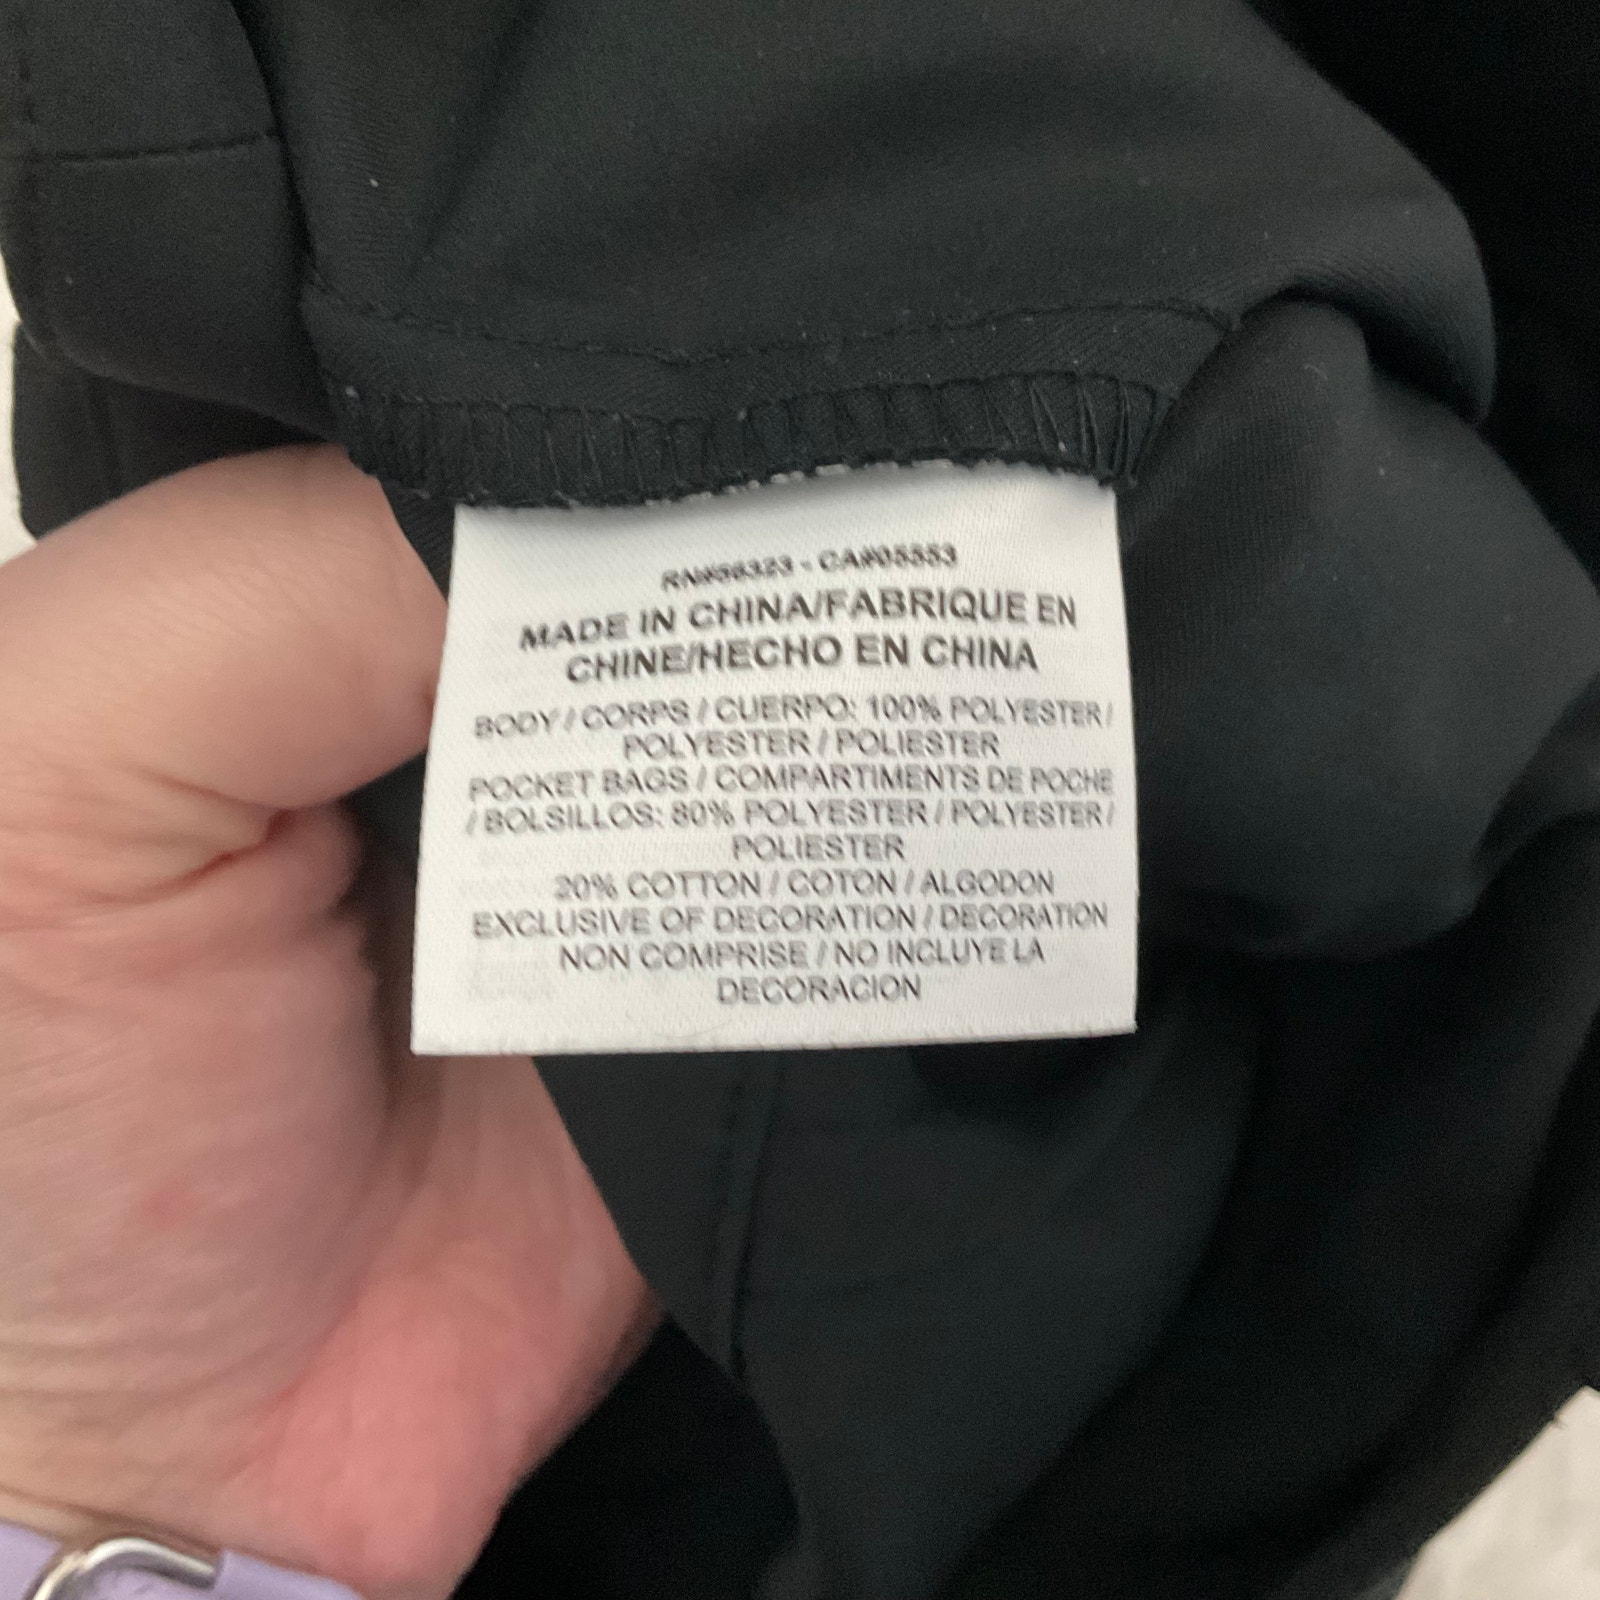 RN#56323 - CA#05553
MADE IN CHINA/FABRIQUE EN
CHINE/HECHO EN CHINA
BODY / CORPS / CUERPO: 100% POLYESTER /
POLYESTER / POLIESTER
POCKET BAGS / COMPARTIMENTS DE POCHE
/ BOLSILLOS: 80% POLYESTER / POLYESTER /
POLIESTER
20% COTTON / COTON / ALGODON
EXCLUSIVE OF DECORATION / DECORATION
NON COMPRISE / NO INCLUYE LA
DECORACION